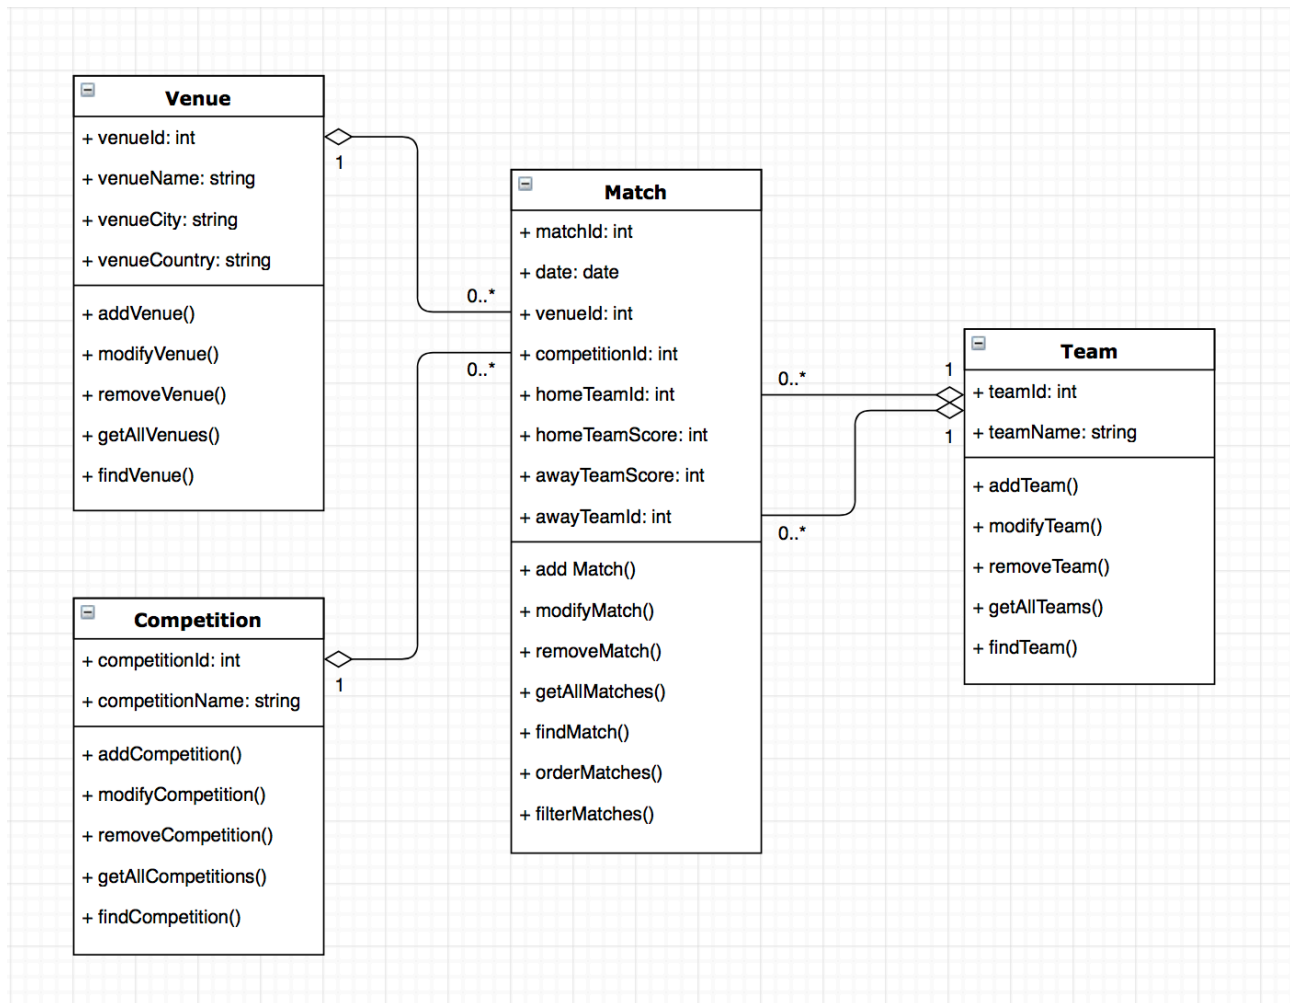 Venue
+ venueId: int
+ venueName: string
+ venueCity: string
+ venueCountry: string
+ addVenue()
+ modifyVenue()
+ removeVenue()
+ getAllVenues()
+ findVenue()
1
0..*
Competition
+ competitionId: int
+ competitionName: string
+ addCompetition()
+ modifyCompetition()
+ removeCompetition()
+ getAllCompetitions()
+ findCompetition()
1
0..*
Match
+ matchId: int
+ date: date
+ venueId: int
+ competitionId: int
+ homeTeamId: int
+ homeTeamScore: int
+ awayTeamScore: int
+ awayTeamId: int
+ add Match()
+ modifyMatch()
+ removeMatch()
+ getAllMatches()
+ findMatch()
+ orderMatches()
+ filterMatches()
0..*
1
0..*
1
Team
+ teamId: int
+ teamName: string
+ addTeam()
+ modifyTeam()
+ removeTeam()
+ getAllTeams()
+ findTeam()